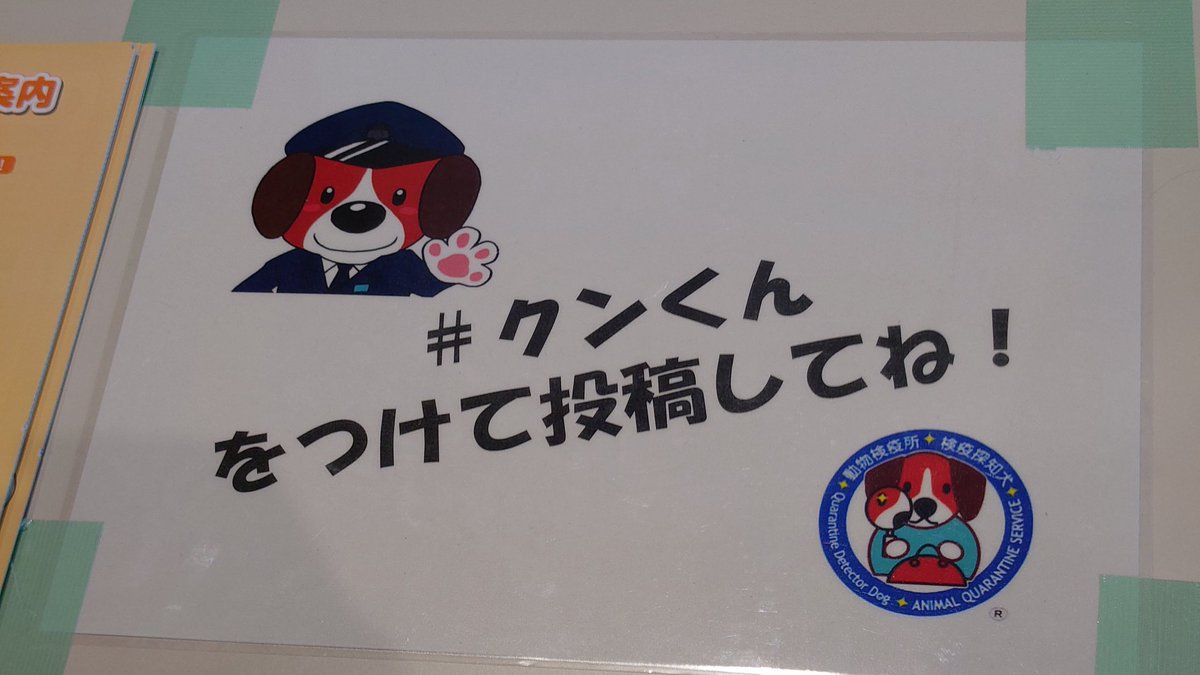 案内
!
#クンくん
をつけて投稿してね！
動物検疫所 検疫探知犬
Quarantine Detector Dog
ANIMAL QUARANTINE SERVICE
R